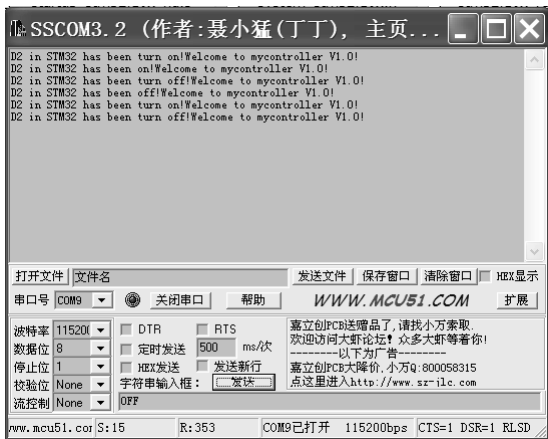 SSCOM3.2 (作者:聂小猛(丁丁), 主页...
D2 in STM32 has been turn on!Welcome to mycontroller V1.0!
D2 in STM32 has been on!Welcome to mycontroller V1.0!
D2 in STM32 has been turn off!Welcome to mycontroller V1.0!
D2 in STM32 has been off!Welcome to mycontroller V1.0!
D2 in STM32 has been turn on!Welcome to mycontroller V1.0!
D2 in STM32 has been turn off!Welcome to mycontroller V1.0!
打开文件 文件名 发送文件 保存窗口 清除窗口 HEX显示
串口号 COM9 关闭串口 帮助 WWW.MCU51.COM 扩展
波特率 11520( DTR RTS
数据位 8 定时发送 500 ms/次
停止位 1 HEX发送 发送新行
校验位 None 字符串输入框: 发送
流控制 None OFF
嘉立创PCB送赠品了,请找小万索取.
欢迎访问大虾论坛! 众多大虾等着你!
--------以下为广告--------
嘉立创PCB大降价,小万Q:800058315
点这里进入http://www.sz-jlc.com
ww.mcu51.cor S:15 R:353 COM9已打开 115200bps CTS=1 DSR=1 RLSD